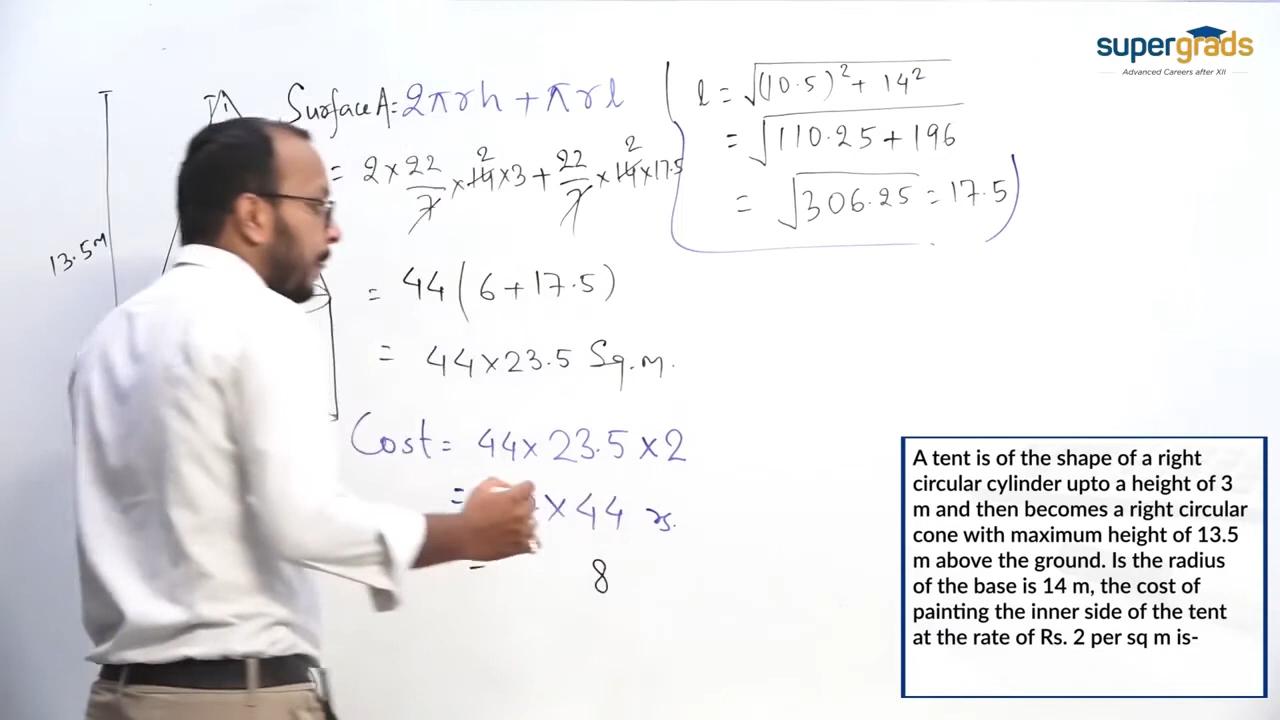 supergrads
Advanced Careers after XII
13.5m
Surface A = 2πrh + πrl
= 2 × 22/7 × 14 2 × 3 + 22/7 × 14 2 × 17.5
= 44 (6 + 17.5)
= 44 × 23.5 Sq.m.
Cost = 44 × 23.5 × 2
= × 44 rs.
= 8
l = √(10.5)² + 14²
= √110.25 + 196
= √306.25 = 17.5
A tent is of the shape of a right
circular cylinder upto a height of 3
m and then becomes a right circular
cone with maximum height of 13.5
m above the ground. Is the radius
of the base is 14 m, the cost of
painting the inner side of the tent
at the rate of Rs. 2 per sq m is-